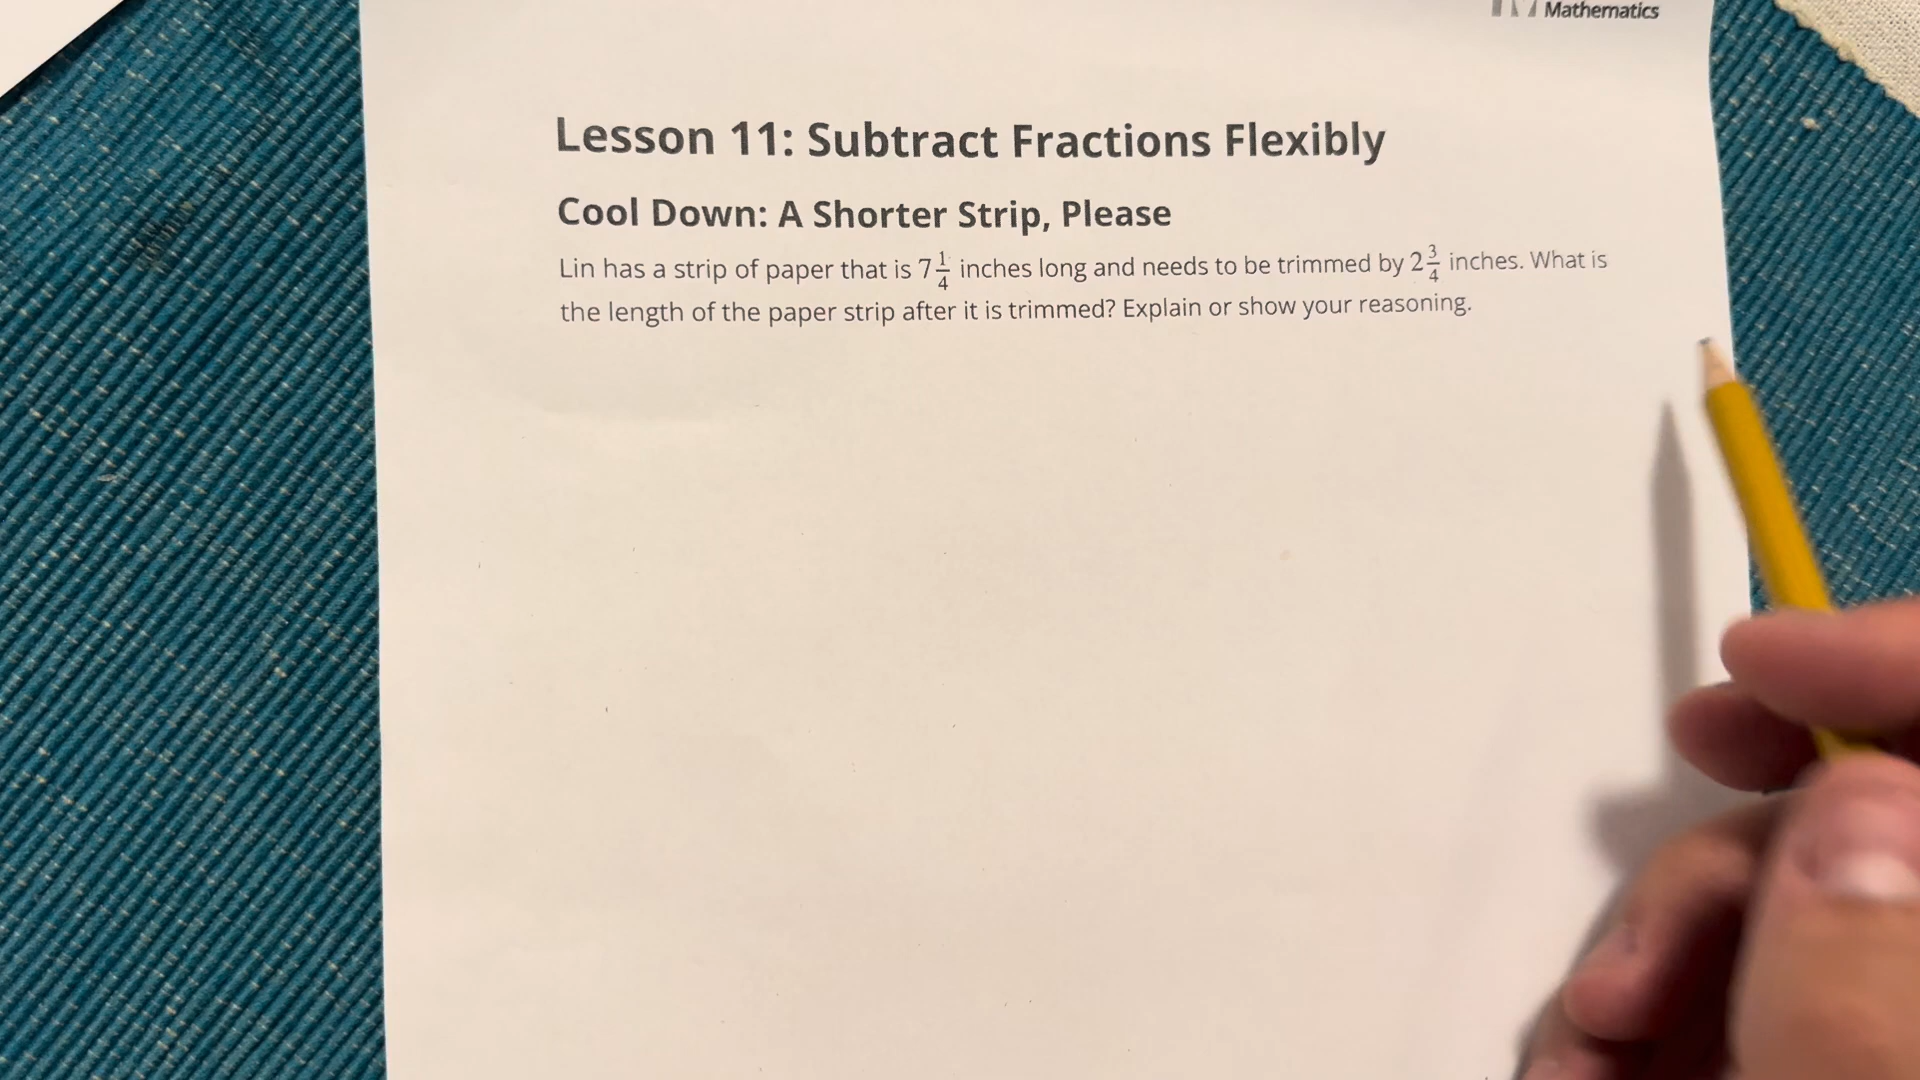 Mathematics
Lesson 11: Subtract Fractions Flexibly
Cool Down: A Shorter Strip, Please
Lin has a strip of paper that is 7 1/4 inches long and needs to be trimmed by 2 3/4 inches. What is
the length of the paper strip after it is trimmed? Explain or show your reasoning.